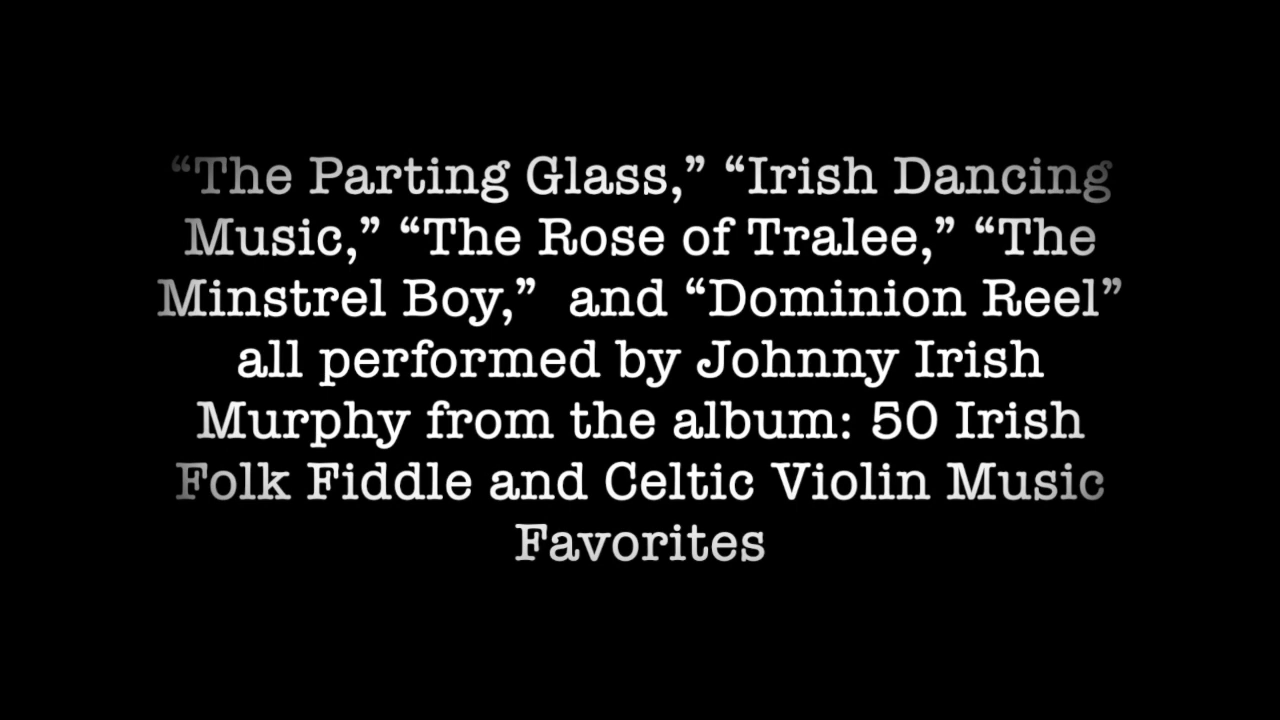 “The Parting Glass,” “Irish Dancing
Music,” “The Rose of Tralee,” “The
Minstrel Boy,”  and “Dominion Reel”
all performed by Johnny Irish
Murphy from the album: 50 Irish
Folk Fiddle and Celtic Violin Music
Favorites